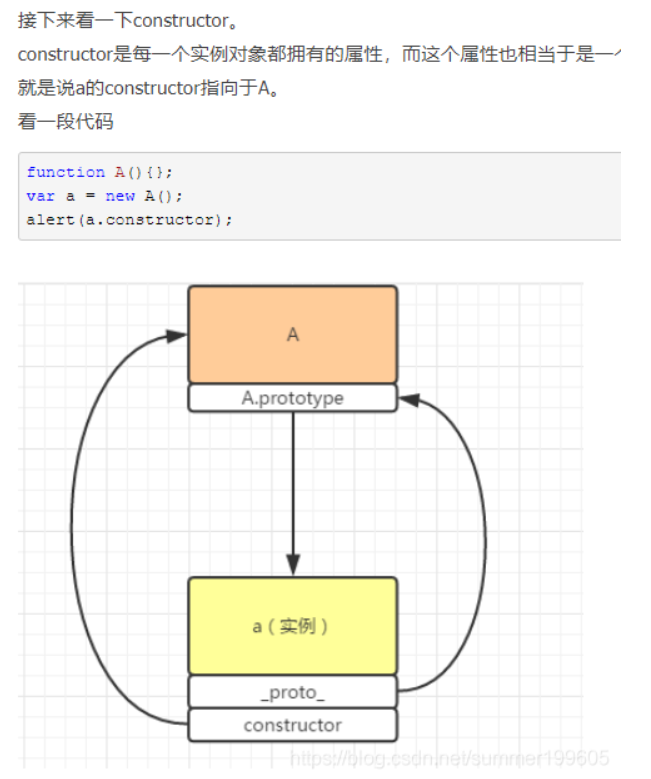 接下来看一下constructor。
constructor是每一个实例对象都拥有的属性，而这个属性也相当于是一
就是说a的constructor指向于A。
看一段代码
function A(){};
var a = new A();
alert(a.constructor);
A
A.prototype
a（实例）
_proto_
constructor
https://blog.csdn.net/summer199605